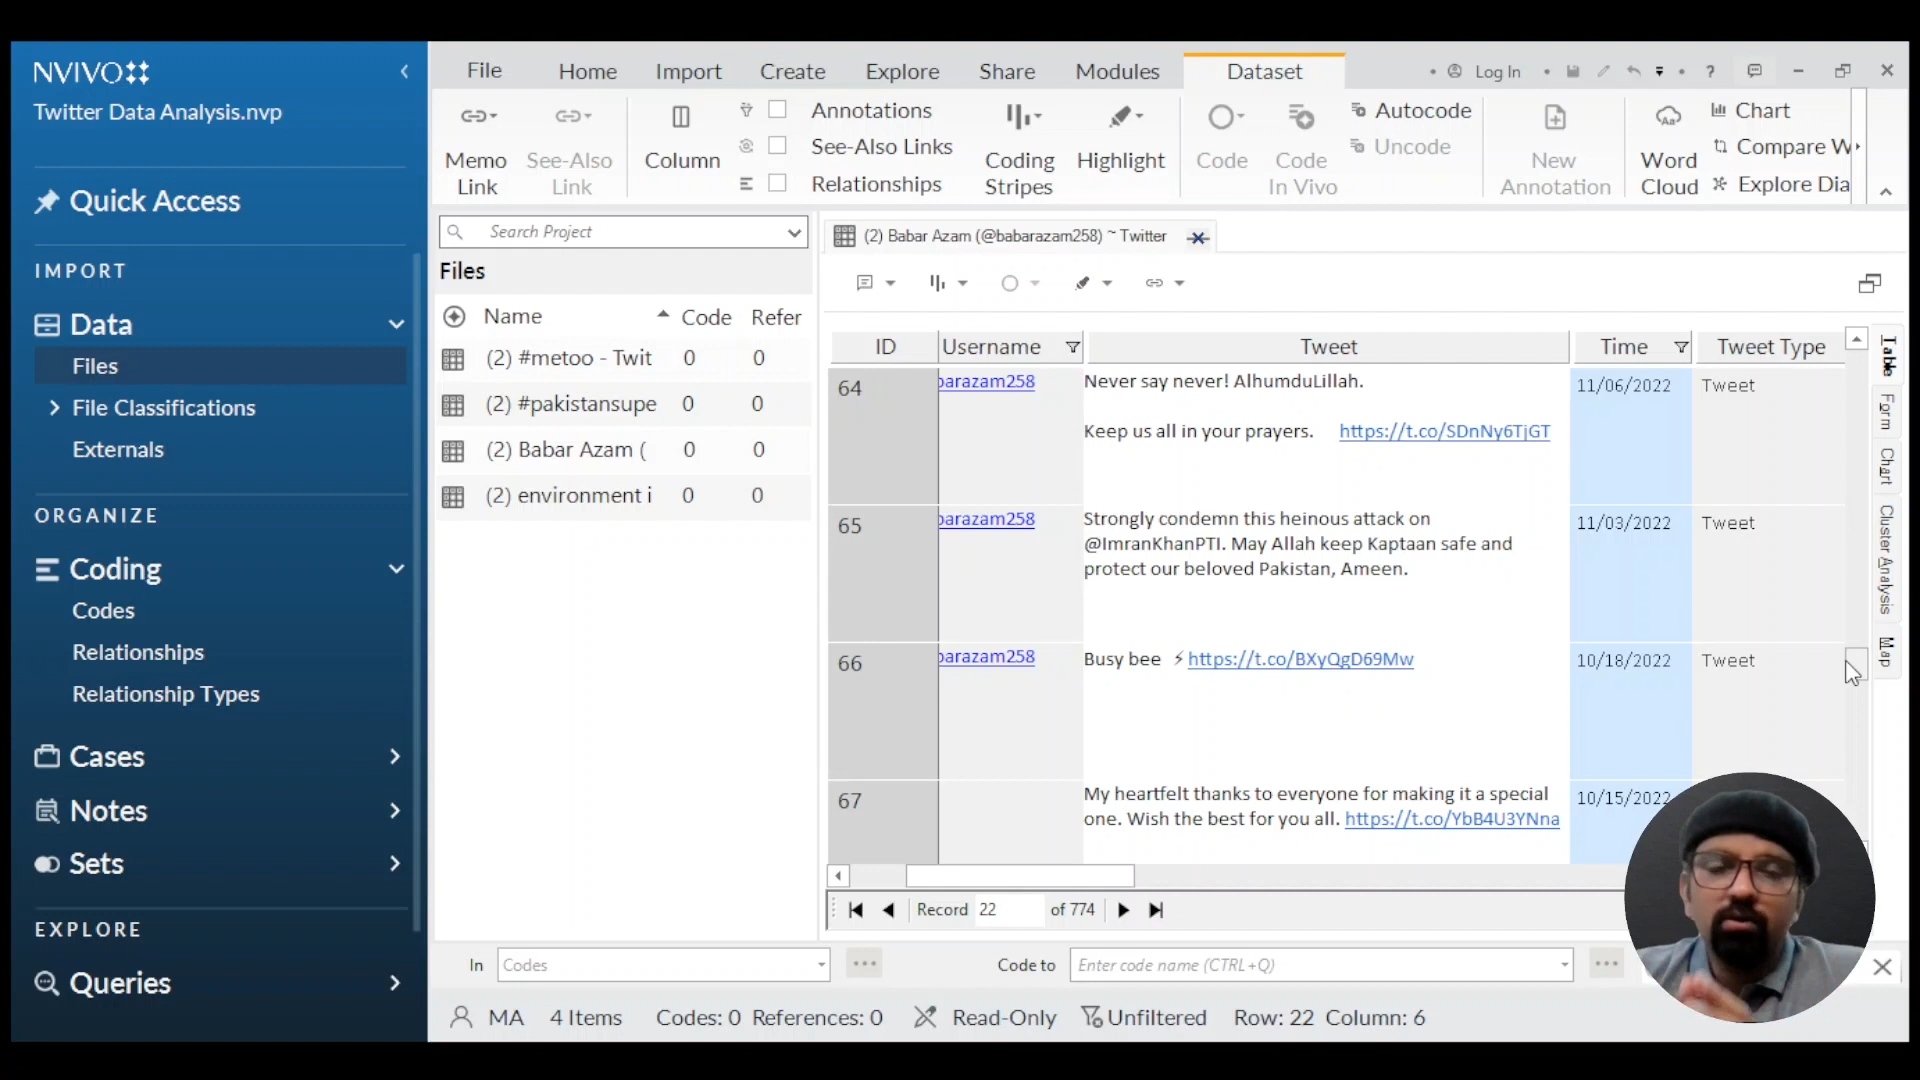 NVIVO
Twitter Data Analysis.nvp
Quick Access
IMPORT
Data
Files
File Classifications
Externals
ORGANIZE
Coding
Codes
Relationships
Relationship Types
Cases
Notes
Sets
EXPLORE
Queries
File Home Import Create Explore Share Modules Dataset Log In ?
Memo Link
See-Also Link
Column
Annotations
See-Also Links
Relationships
Coding Stripes
Highlight
Code
Code In Vivo
Autocode
Uncode
New Annotation
Word Cloud
Chart
Compare W
Explore Dia
Search Project
Files
Name Code Refer
(2) #metoo - Twit 0 0
(2) #pakistansupe 0 0
(2) Babar Azam ( 0 0
(2) environment i 0 0
(2) Babar Azam (@babarazam258) ~ Twitter
ID Username Tweet Time Tweet Type
64 barazam258 Never say never! AlhumduLillah. 11/06/2022 Tweet
Keep us all in your prayers. https://t.co/SDnNy6TjGT
65 barazam258 Strongly condemn this heinous attack on 11/03/2022 Tweet
@ImranKhanPTI. May Allah keep Kaptaan safe and
protect our beloved Pakistan, Ameen.
66 barazam258 Busy bee ⚡https://t.co/BXyQgD69Mw 10/18/2022 Tweet
67 My heartfelt thanks to everyone for making it a special 10/15/2022
one. Wish the best for you all. https://t.co/YbB4U3YNna
Table
Form
Chart
Cluster Analysis
Map
Record 22 of 774
In Codes Code to Enter code name (CTRL+Q)
MA 4 Items Codes: 0 References: 0 Read-Only Unfiltered Row: 22 Column: 6